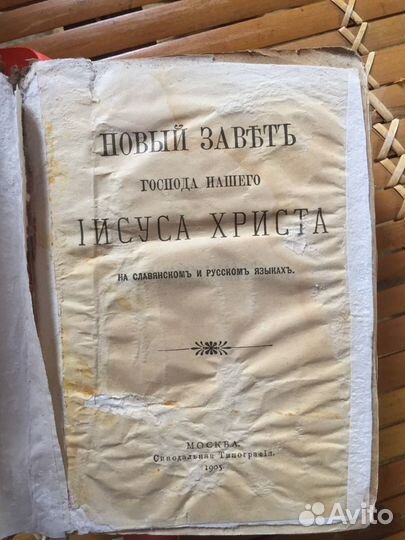 НОВЫЙ ЗАВѢТЪ
ГОСПОДА НАШЕГО
ІИСУСА ХРИСТА
НА СЛАВЯНСКОМЪ И РУССКОМЪ ЯЗЫКАХЪ.
МОСКВА.
Синодальная Типографія.
1905
Avito